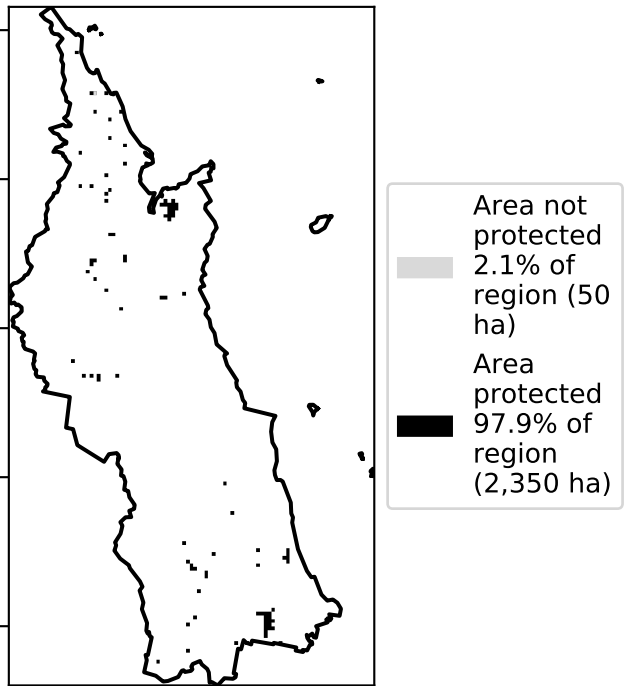 Area not
protected
2.1% of
region (50
ha)
Area
protected
97.9% of
region
(2,350 ha)